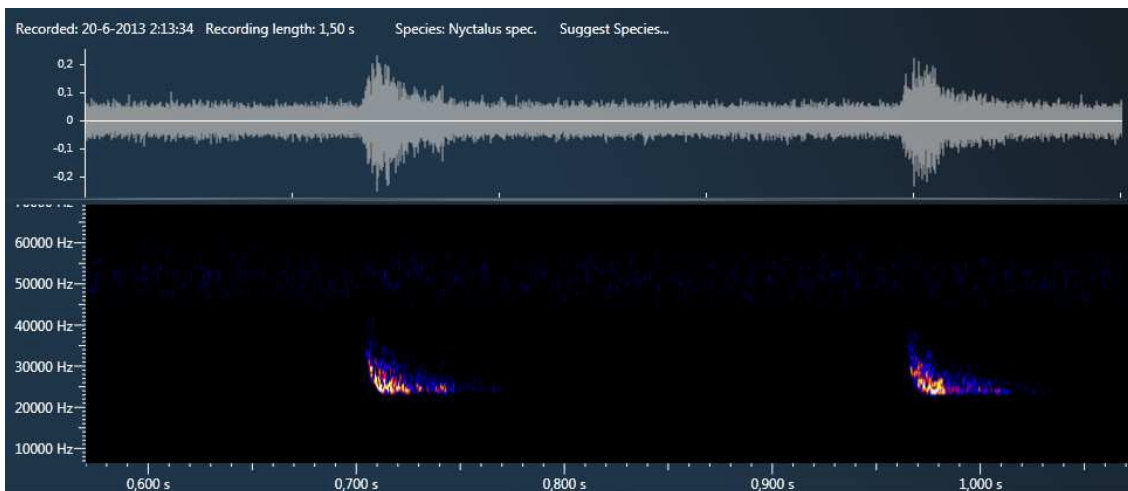 Recorded: 20-6-2013 2:13:34 Recording length: 1,50 s Species: Nyctalus spec. Suggest Species...
0,2
0,1
0
-0,1
-0,2
60000 Hz
50000 Hz
40000 Hz
30000 Hz
20000 Hz
10000 Hz
0,600 s 0,700 s 0,800 s 0,900 s 1,000 s